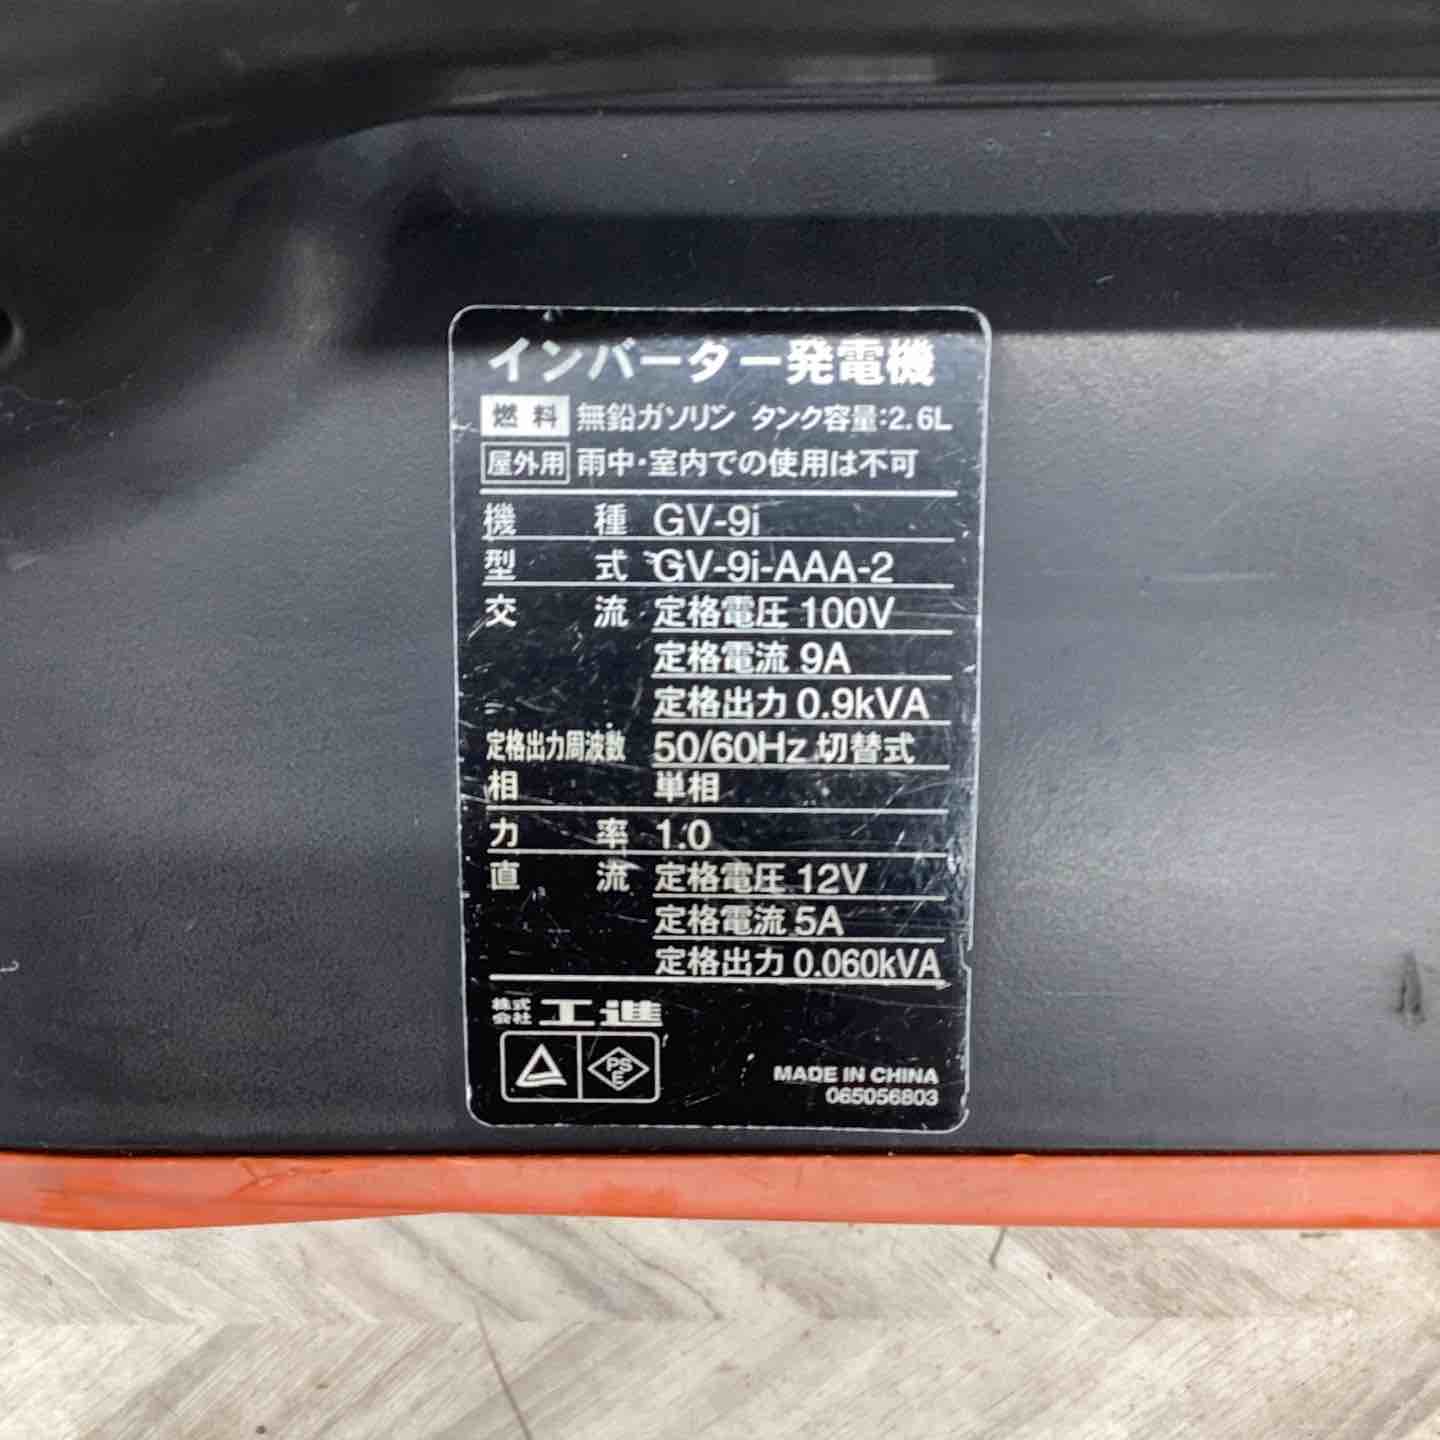 インバーター発電機
燃料 無鉛ガソリン タンク容量:2.6L
屋外用 雨中・室内での使用は不可
機種 GV-9i
型式 GV-9i-AAA-2
交流 定格電圧 100V
定格電流 9A
定格出力 0.9kVA
定格出力周波数 50/60Hz 切替式
相 単相
力率 1.0
直流 定格電圧 12V
定格電流 5A
定格出力 0.060kVA
株式会社 工進
PSE
MADE IN CHINA
065056803